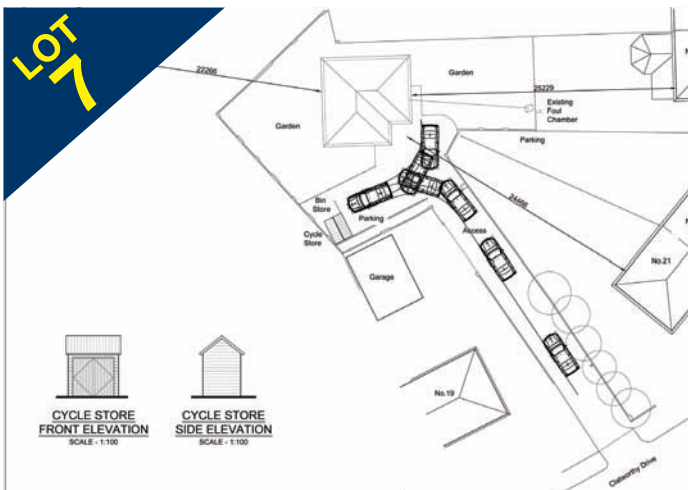 LOT
7
22266
Garden
25229
Existing
Foul
Chamber
Garden
Parking
24466
Bin
Store
Parking
Cycle
Store
Access
Garage
No.21
No.19
CYCLE STORE
FRONT ELEVATION
SCALE - 1:100
CYCLE STORE
SIDE ELEVATION
SCALE - 1:100